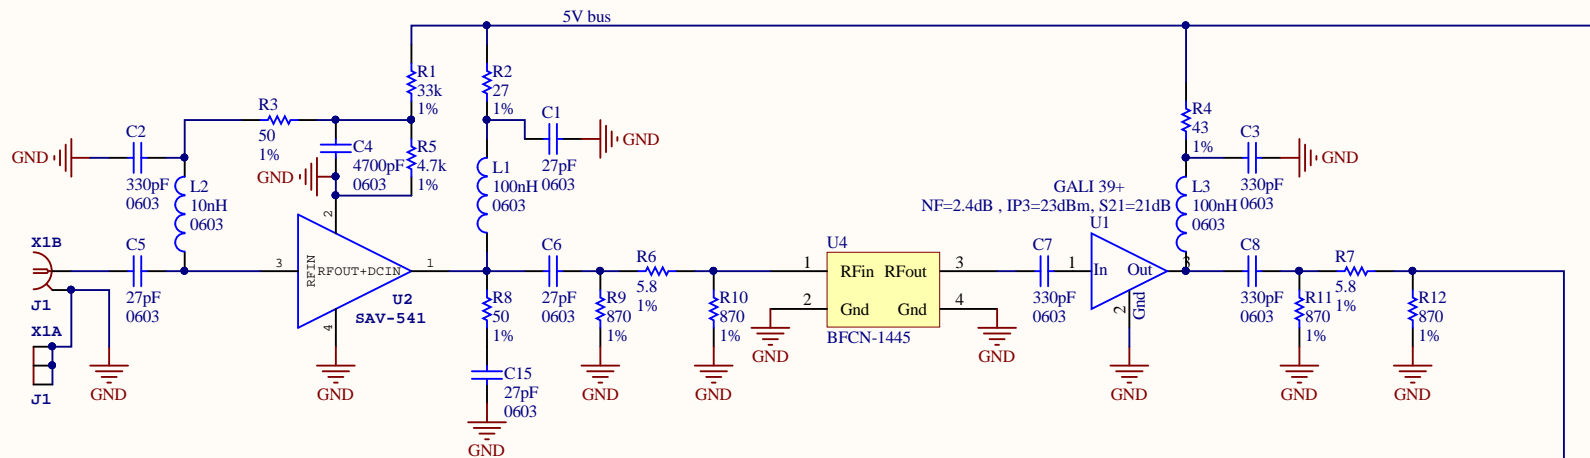 5V bus
R1
33k
1%
R2
27
1%
R3
50
1%
C2
330pF
0603
GND
C4
4700pF
0603
GND
R5
4.7k
1%
C1
27pF
0603
GND
L1
100nH
0603
L2
10nH
0603
R4
43
1%
C3
330pF
0603
GND
L3
100nH
0603
GALI 39+
NF=2.4dB , IP3=23dBm, S21=21dB
U1
X1B
J1
X1A
J1
GND
C5
27pF
0603
3
2
RFIN
RFOUT+DCIN
1
4
U2
SAV-541
GND
C6
27pF
0603
R8
50
1%
C15
27pF
0603
GND
R9
870
1%
GND
R6
5.8
1%
R10
870
1%
GND
U4
1
RFin
RFout
3
2
Gnd
Gnd
4
BFCN-1445
GND
GND
C7
330pF
0603
1
In
Out
3
2
Gnd
GND
C8
330pF
0603
R11
870
1%
GND
R7
5.8
1%
R12
870
1%
GND